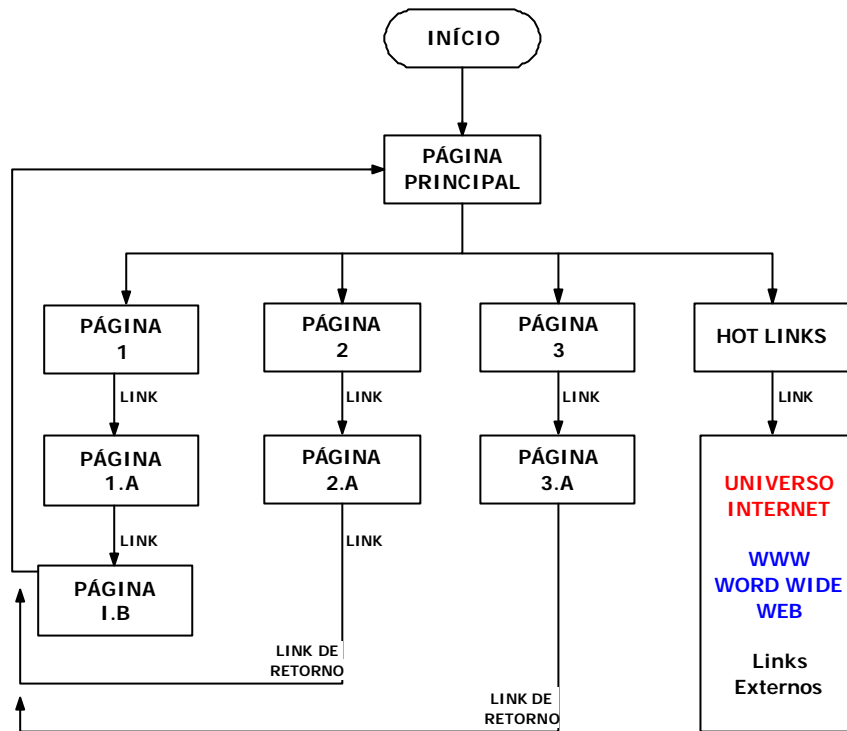 INÍCIO
PÁGINA
PRINCIPAL
PÁGINA
1
PÁGINA
2
PÁGINA
3
HOT LINKS
LINK
LINK
LINK
LINK
PÁGINA
1.A
PÁGINA
2.A
PÁGINA
3.A
UNIVERSO
INTERNET
WWW
WORD WIDE
WEB
Links
Externos
LINK
LINK
PÁGINA
I.B
LINK DE
RETORNO
LINK DE
RETORNO